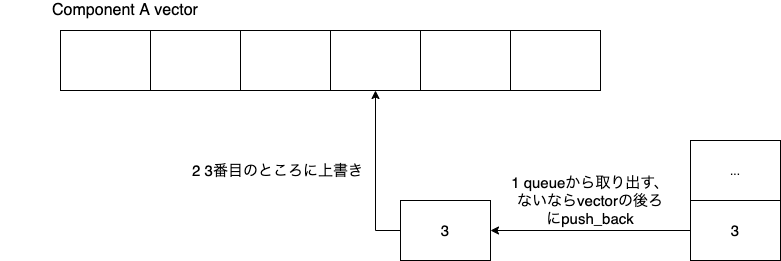 Component A vector
2 3番目のところに上書き
1 queueから取り出す、
ないならvectorの後ろ
にpush_back
...
3
3